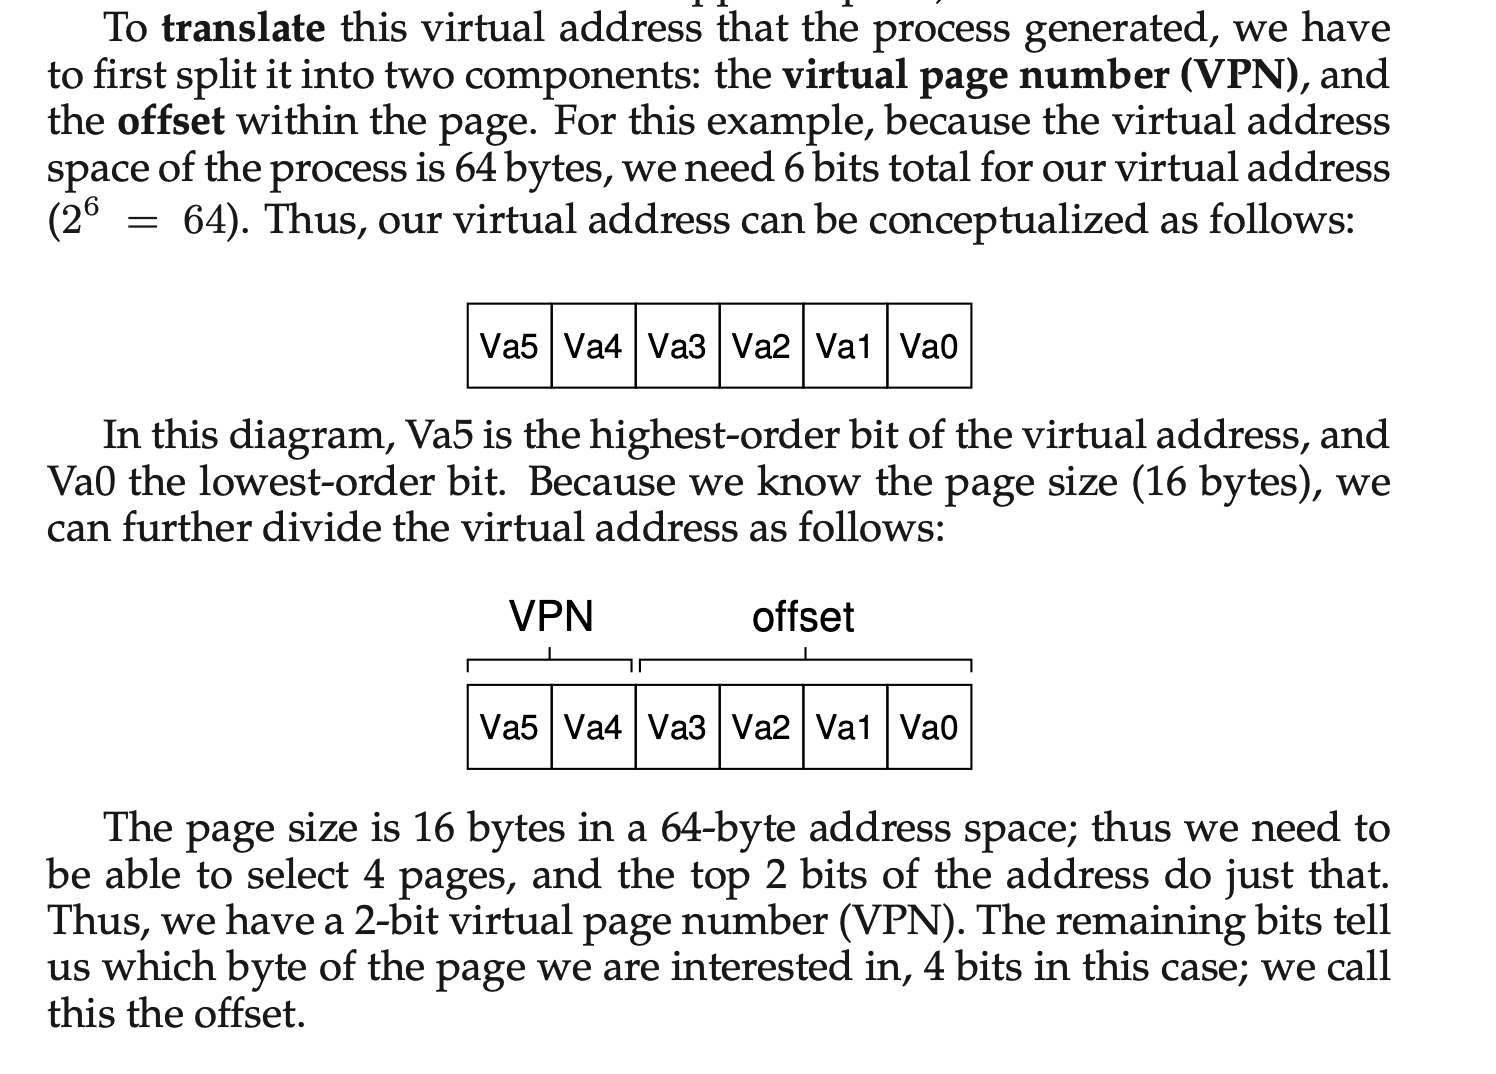 To translate this virtual address that the process generated, we have
to first split it into two components: the virtual page number (VPN), and
the offset within the page. For this example, because the virtual address
space of the process is 64 bytes, we need 6 bits total for our virtual address
(2⁶ = 64). Thus, our virtual address can be conceptualized as follows:
Va5 Va4 Va3 Va2 Va1 Va0
In this diagram, Va5 is the highest-order bit of the virtual address, and
Va0 the lowest-order bit. Because we know the page size (16 bytes), we
can further divide the virtual address as follows:
VPN offset
Va5 Va4 Va3 Va2 Va1 Va0
The page size is 16 bytes in a 64-byte address space; thus we need to
be able to select 4 pages, and the top 2 bits of the address do just that.
Thus, we have a 2-bit virtual page number (VPN). The remaining bits tell
us which byte of the page we are interested in, 4 bits in this case; we call
this the offset.